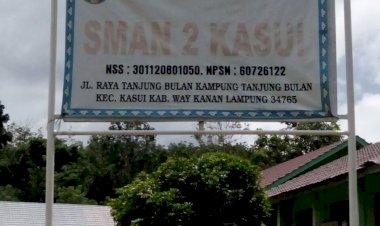 SMAN 2 KASUI
NSS : 301120801050. NPSN : 60726122
JL. RAYA TANJUNG BULAN KAMPUNG TANJUNG BULAN
KEC. KASUI KAB. WAY KANAN LAMPUNG 34765